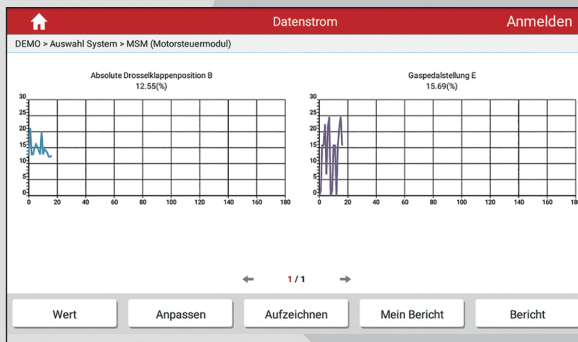 Datenstrom
Anmelden
DEMO > Auswahl System > MSM (Motorsteuermodul)
Absolute Drosselklappenposition B
12.55(%)
30
25
20
15
10
5
0
0 20 40 60 80 100 120 140 160 180
Gaspedalstellung E
15.69(%)
30
25
20
15
10
5
0
0 20 40 60 80 100 120 140 160 18
1 / 1
Wert
Anpassen
Aufzeichnen
Mein Bericht
Bericht